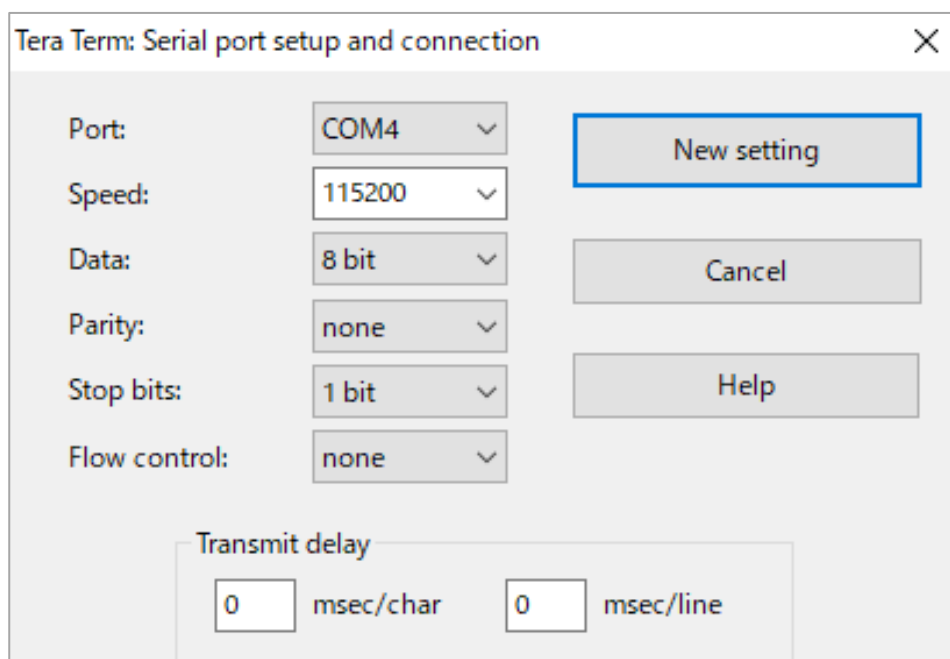 Tera Term: Serial port setup and connection
Port: COM4 New setting
Speed: 115200
Data: 8 bit Cancel
Parity: none
Stop bits: 1 bit Help
Flow control: none
Transmit delay
0 msec/char 0 msec/line